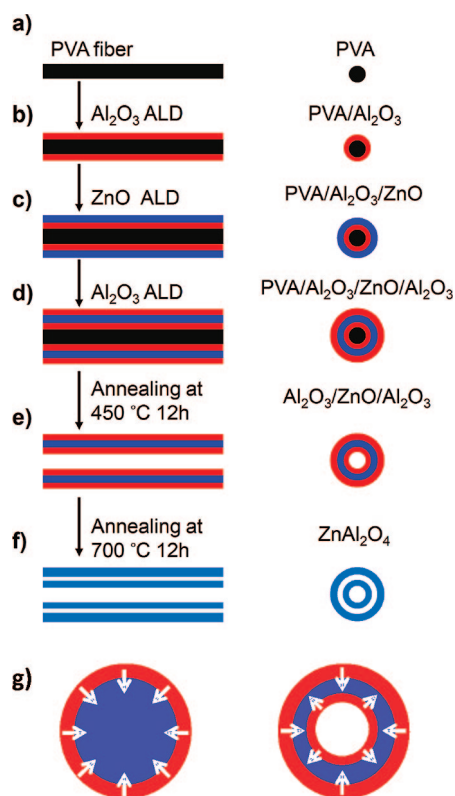 a)
PVA fiber PVA
Al₂O₃ ALD PVA/Al₂O₃
b)
ZnO ALD PVA/Al₂O₃/ZnO
c)
Al₂O₃ ALD PVA/Al₂O₃/ZnO/Al₂O₃
d)
Annealing at
450 °C 12h
Al₂O₃/ZnO/Al₂O₃
e)
Annealing at
700 °C 12h
ZnAl₂O₄
f)
g)